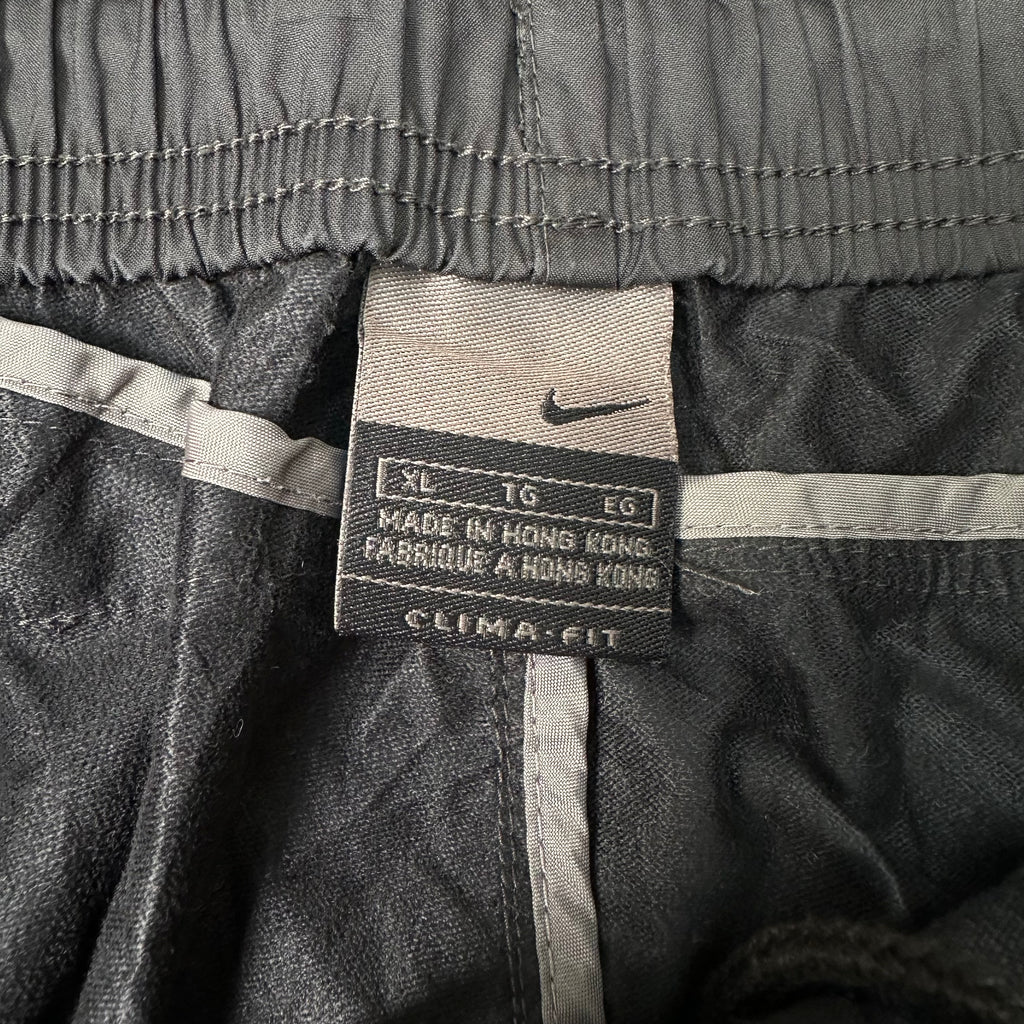 XL TG EG
MADE IN HONG KONG
FABRIQUE A HONG KONG
CLIMA·FIT